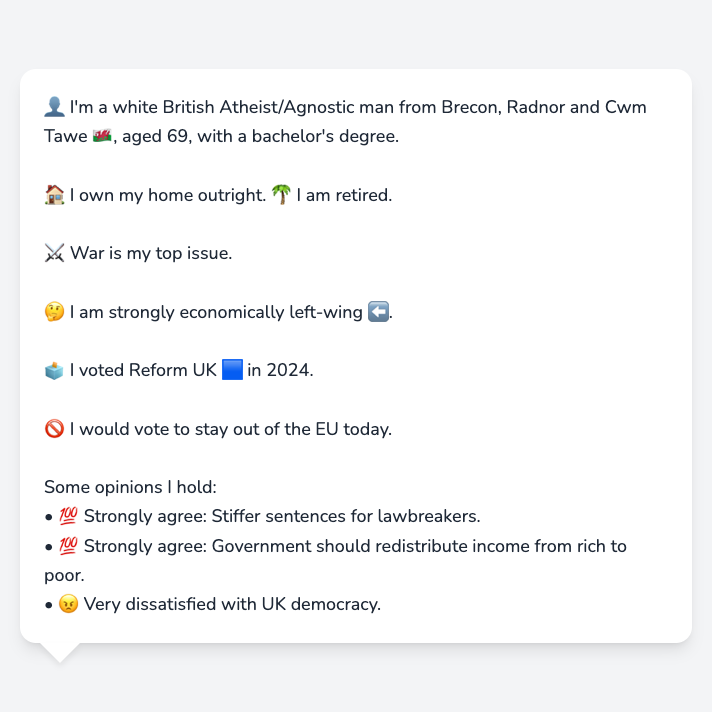 👤 I'm a white British Atheist/Agnostic man from Brecon, Radnor and Cwm
Tawe 🏴󠁧󠁢󠁷󠁬󠁳󠁿, aged 69, with a bachelor's degree.
🏠 I own my home outright. 🌴 I am retired.
⚔️ War is my top issue.
🤔 I am strongly economically left-wing ⬅️.
🗳️ I voted Reform UK 🟦 in 2024.
🚫 I would vote to stay out of the EU today.
Some opinions I hold:
• 💯 Strongly agree: Stiffer sentences for lawbreakers.
• 💯 Strongly agree: Government should redistribute income from rich to
poor.
• 😠 Very dissatisfied with UK democracy.